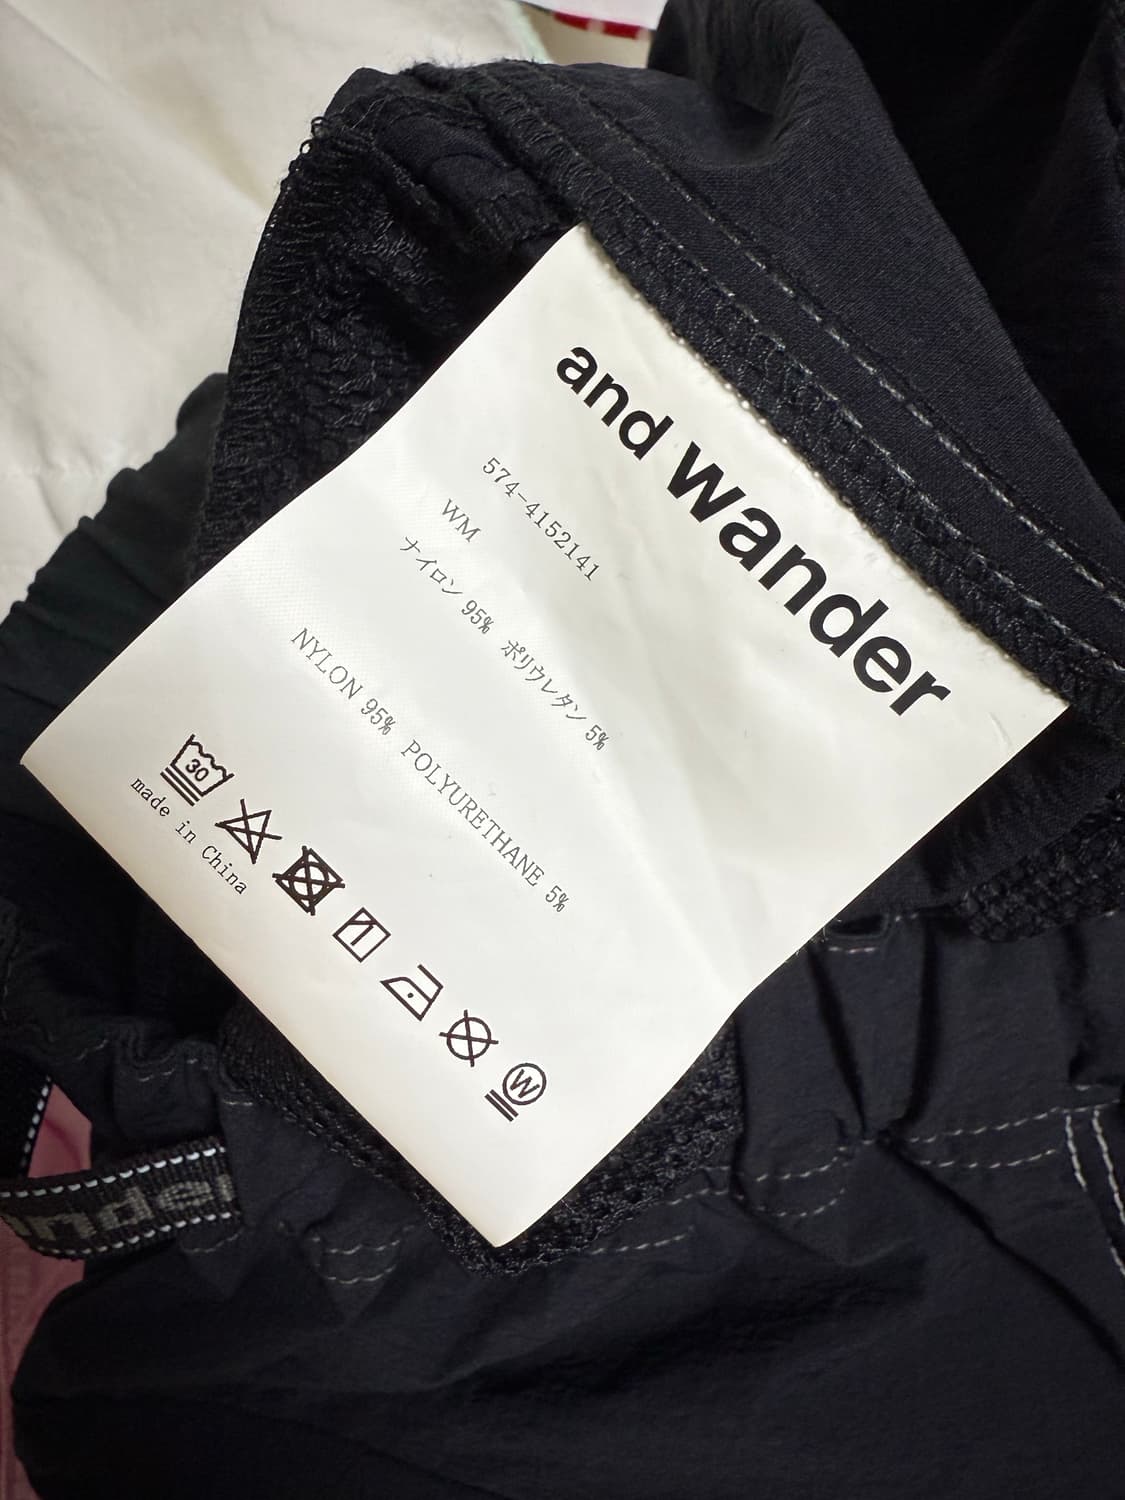 and wander
574-4152141
WM
ナイロン 95% ポリウレタン 5%
NYLON 95% POLYURETHANE 5%
30
W
made in China